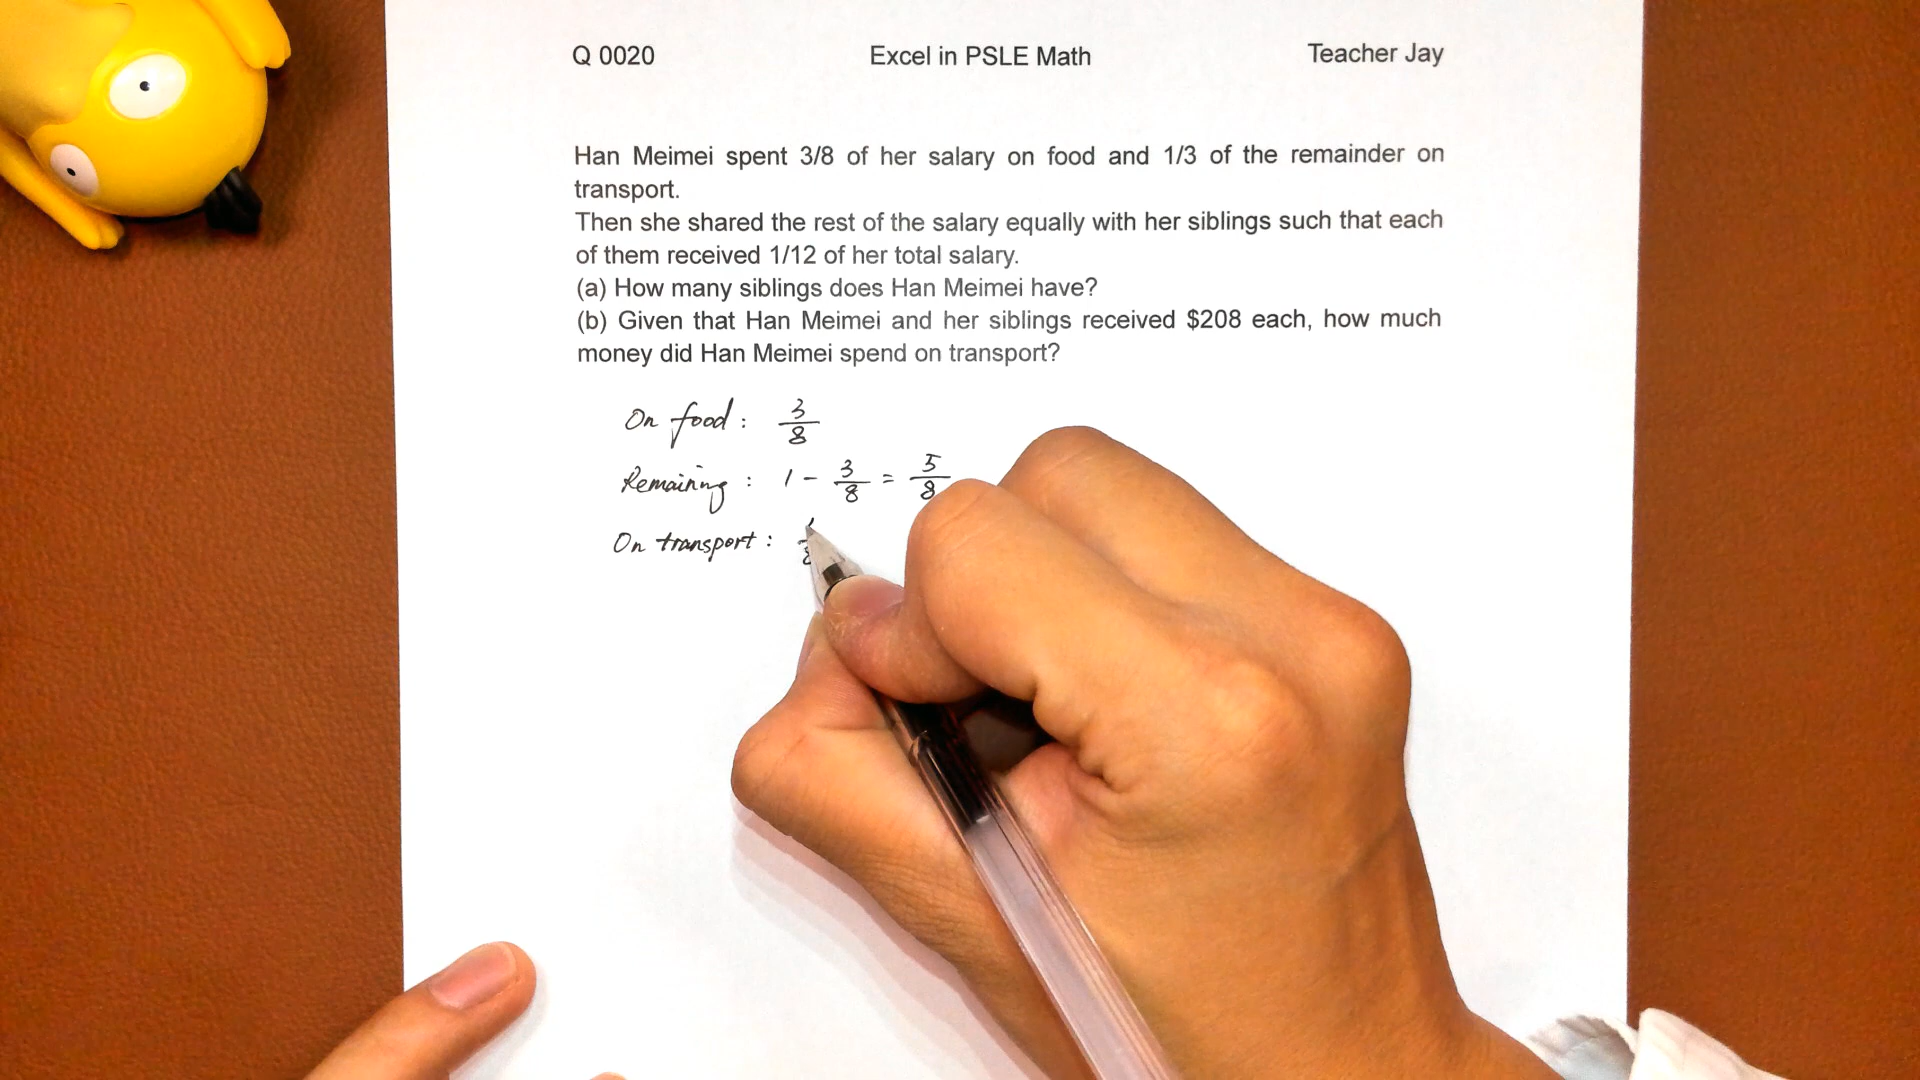 Q 0020 Excel in PSLE Math Teacher Jay
Han Meimei spent 3/8 of her salary on food and 1/3 of the remainder on
transport.
Then she shared the rest of the salary equally with her siblings such that each
of them received 1/12 of her total salary.
(a) How many siblings does Han Meimei have?
(b) Given that Han Meimei and her siblings received $208 each, how much
money did Han Meimei spend on transport?
On food : 3/8
Remaining : 1 - 3/8 = 5/8
On transport :